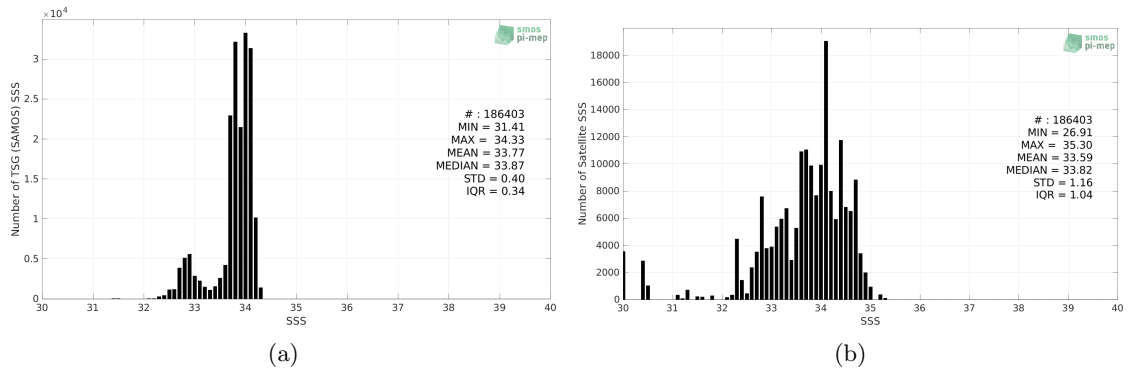 ×10⁴
smos
pi-mep
3
2.5
2
1.5
1
0.5
0
Number of TSG (SAMOS) SSS
# : 186403
MIN = 31.41
MAX = 34.33
MEAN = 33.77
MEDIAN = 33.87
STD = 0.40
IQR = 0.34
30 31 32 33 34 35 36 37 38 39 40
SSS
(a)
smos
pi-mep
18000
16000
14000
12000
10000
8000
6000
4000
2000
0
Number of Satellite SSS
# : 186403
MIN = 26.91
MAX = 35.30
MEAN = 33.59
MEDIAN = 33.82
STD = 1.16
IQR = 1.04
30 31 32 33 34 35 36 37 38 39 40
SSS
(b)